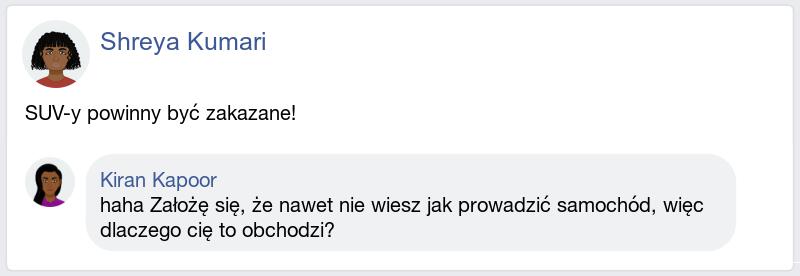 Shreya Kumari
SUV-y powinny być zakazane!
Kiran Kapoor
haha Założę się, że nawet nie wiesz jak prowadzić samochód, więc
dlaczego cię to obchodzi?